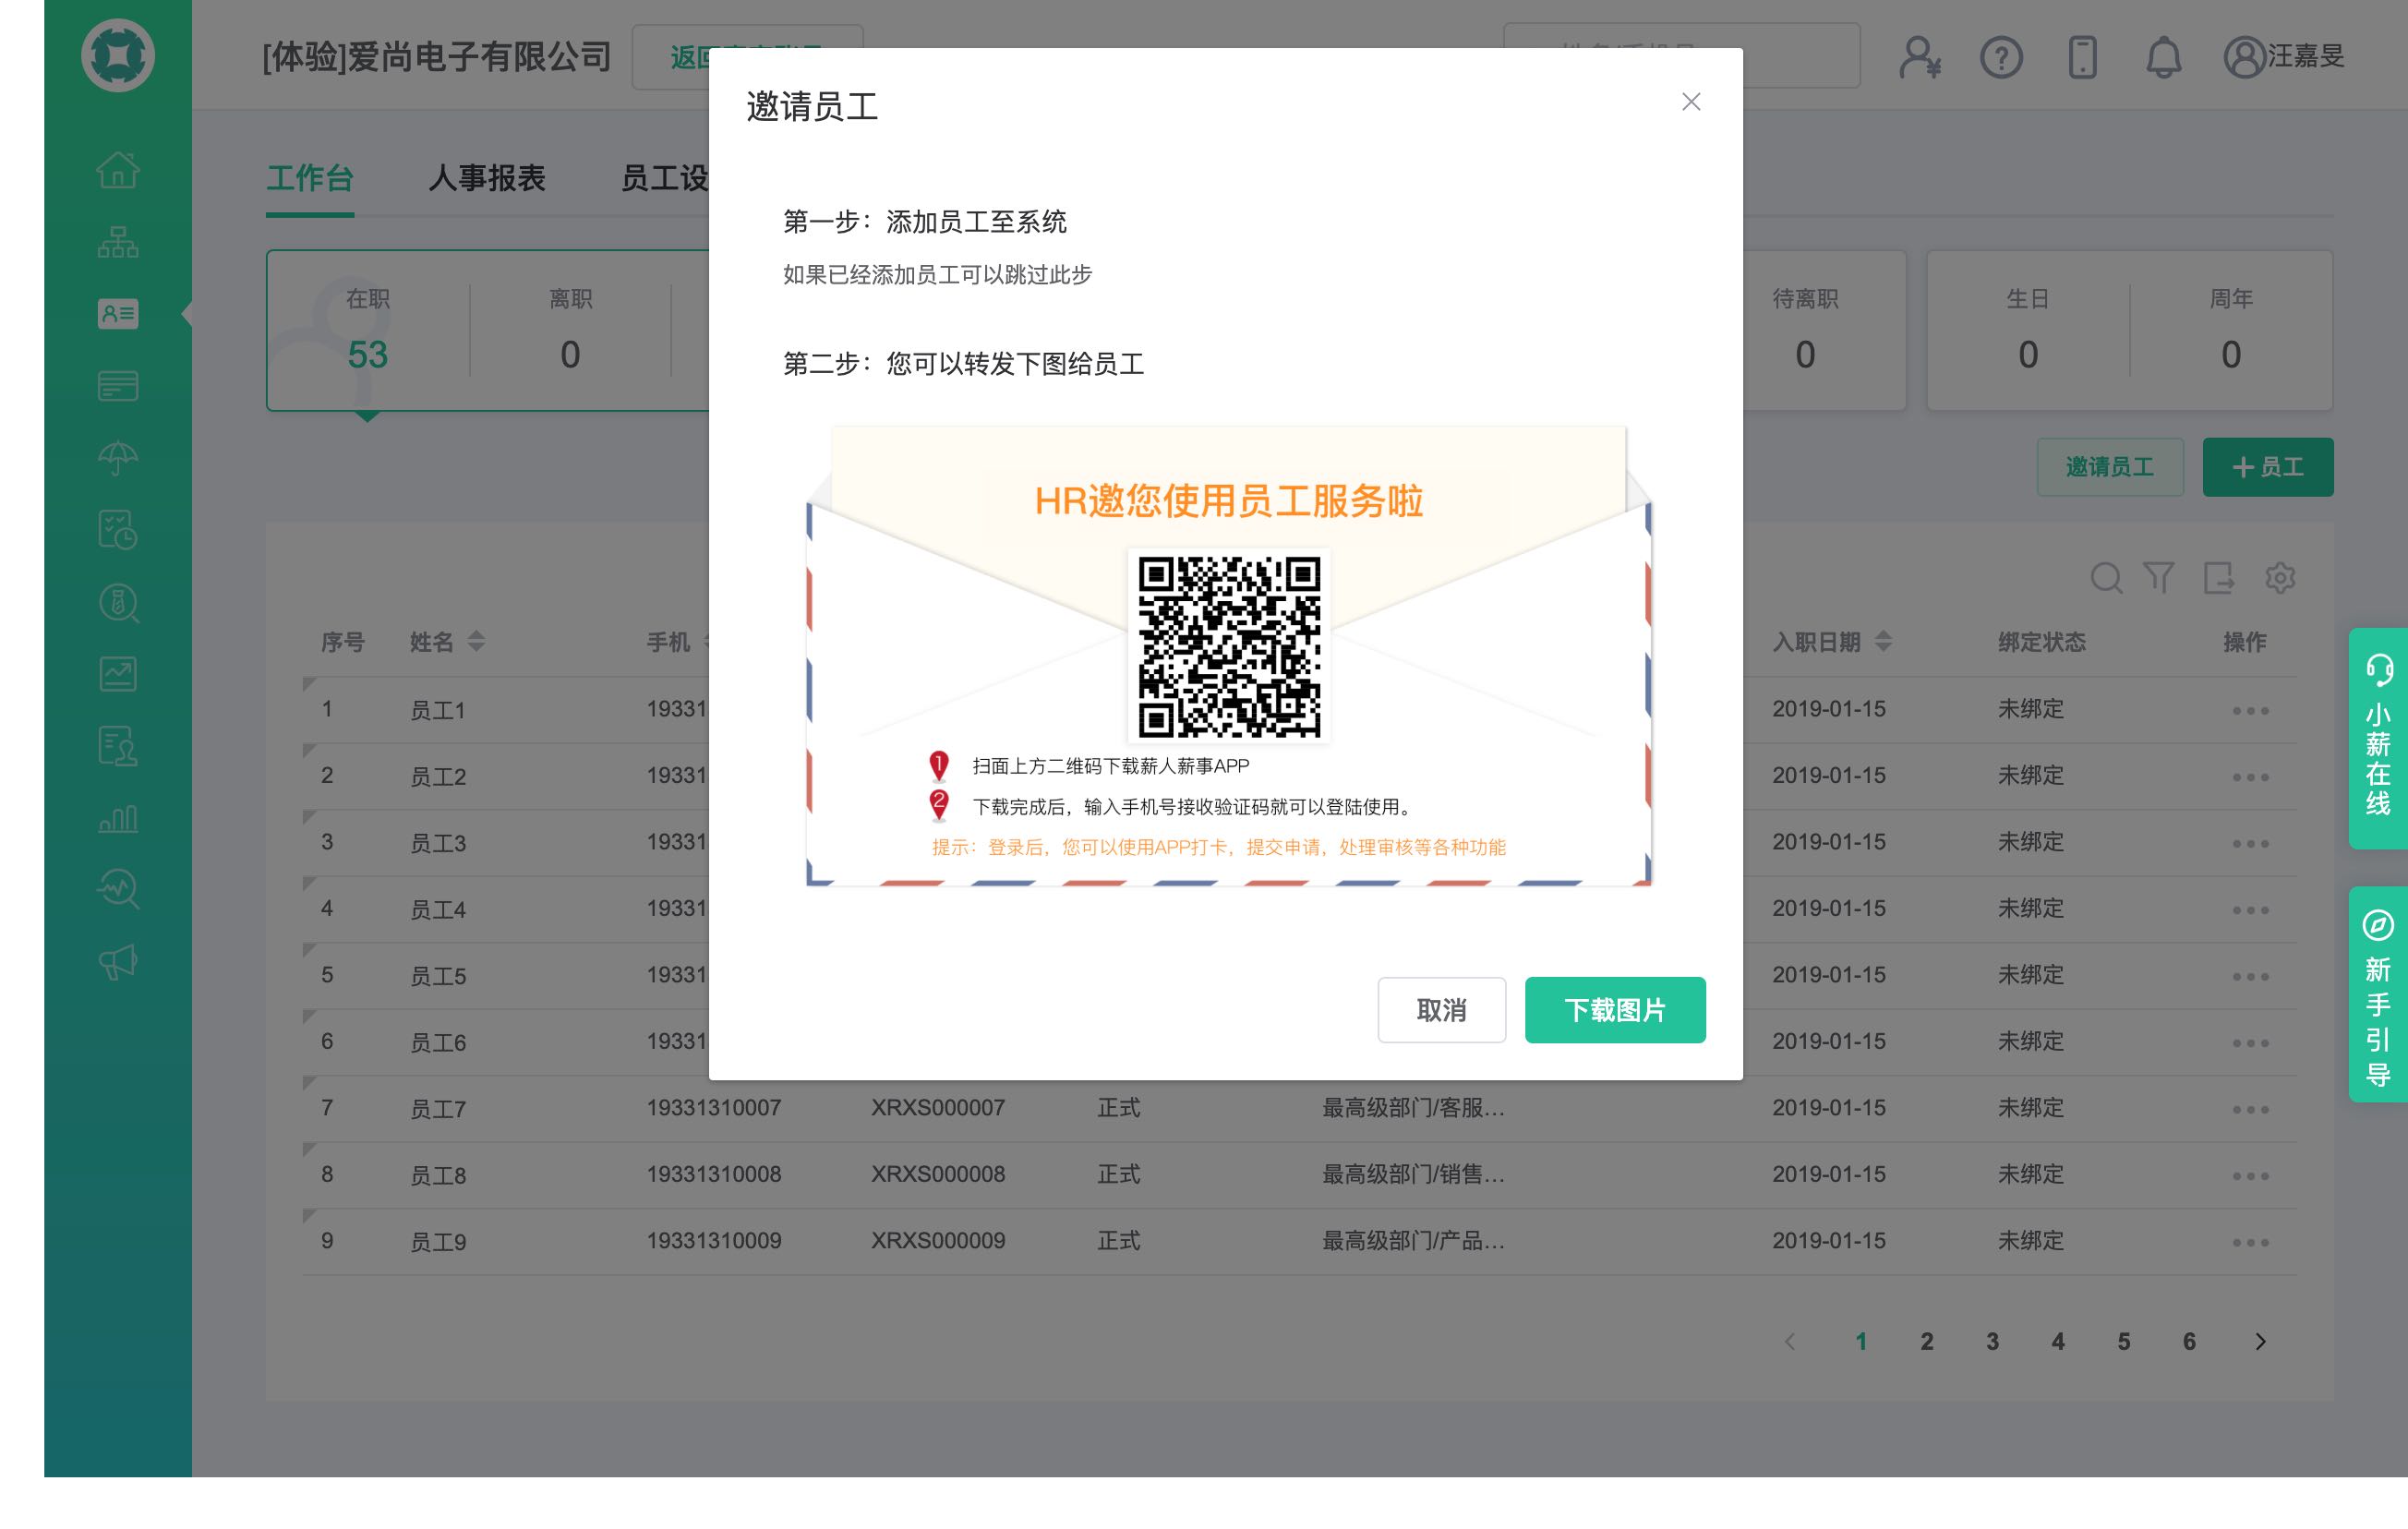 [体验]爱尚电子有限公司
返回
汪嘉旻
邀请员工
工作台 人事报表 员工设
第一步：添加员工至系统
如果已经添加员工可以跳过此步
第二步：您可以转发下图给员工
在职 离职 待离职 生日 周年
53 0 0 0 0
邀请员工 +员工
HR邀您使用员工服务啦
1 扫面上方二维码下载薪人薪事APP
2 下载完成后，输入手机号接收验证码就可以登陆使用。
提示：登录后，您可以使用APP打卡，提交申请，处理审核等各种功能
取消 下载图片
序号 姓名 手机 入职日期 绑定状态 操作
1 员工1 19331 2019-01-15 未绑定
2 员工2 19331 2019-01-15 未绑定
3 员工3 19331 2019-01-15 未绑定
4 员工4 19331 2019-01-15 未绑定
5 员工5 19331 2019-01-15 未绑定
6 员工6 19331 2019-01-15 未绑定
7 员工7 19331310007 XRXS000007 正式 最高级部门/客服... 2019-01-15 未绑定
8 员工8 19331310008 XRXS000008 正式 最高级部门/销售... 2019-01-15 未绑定
9 员工9 19331310009 XRXS000009 正式 最高级部门/产品... 2019-01-15 未绑定
1 2 3 4 5 6
小薪在线
新手引导